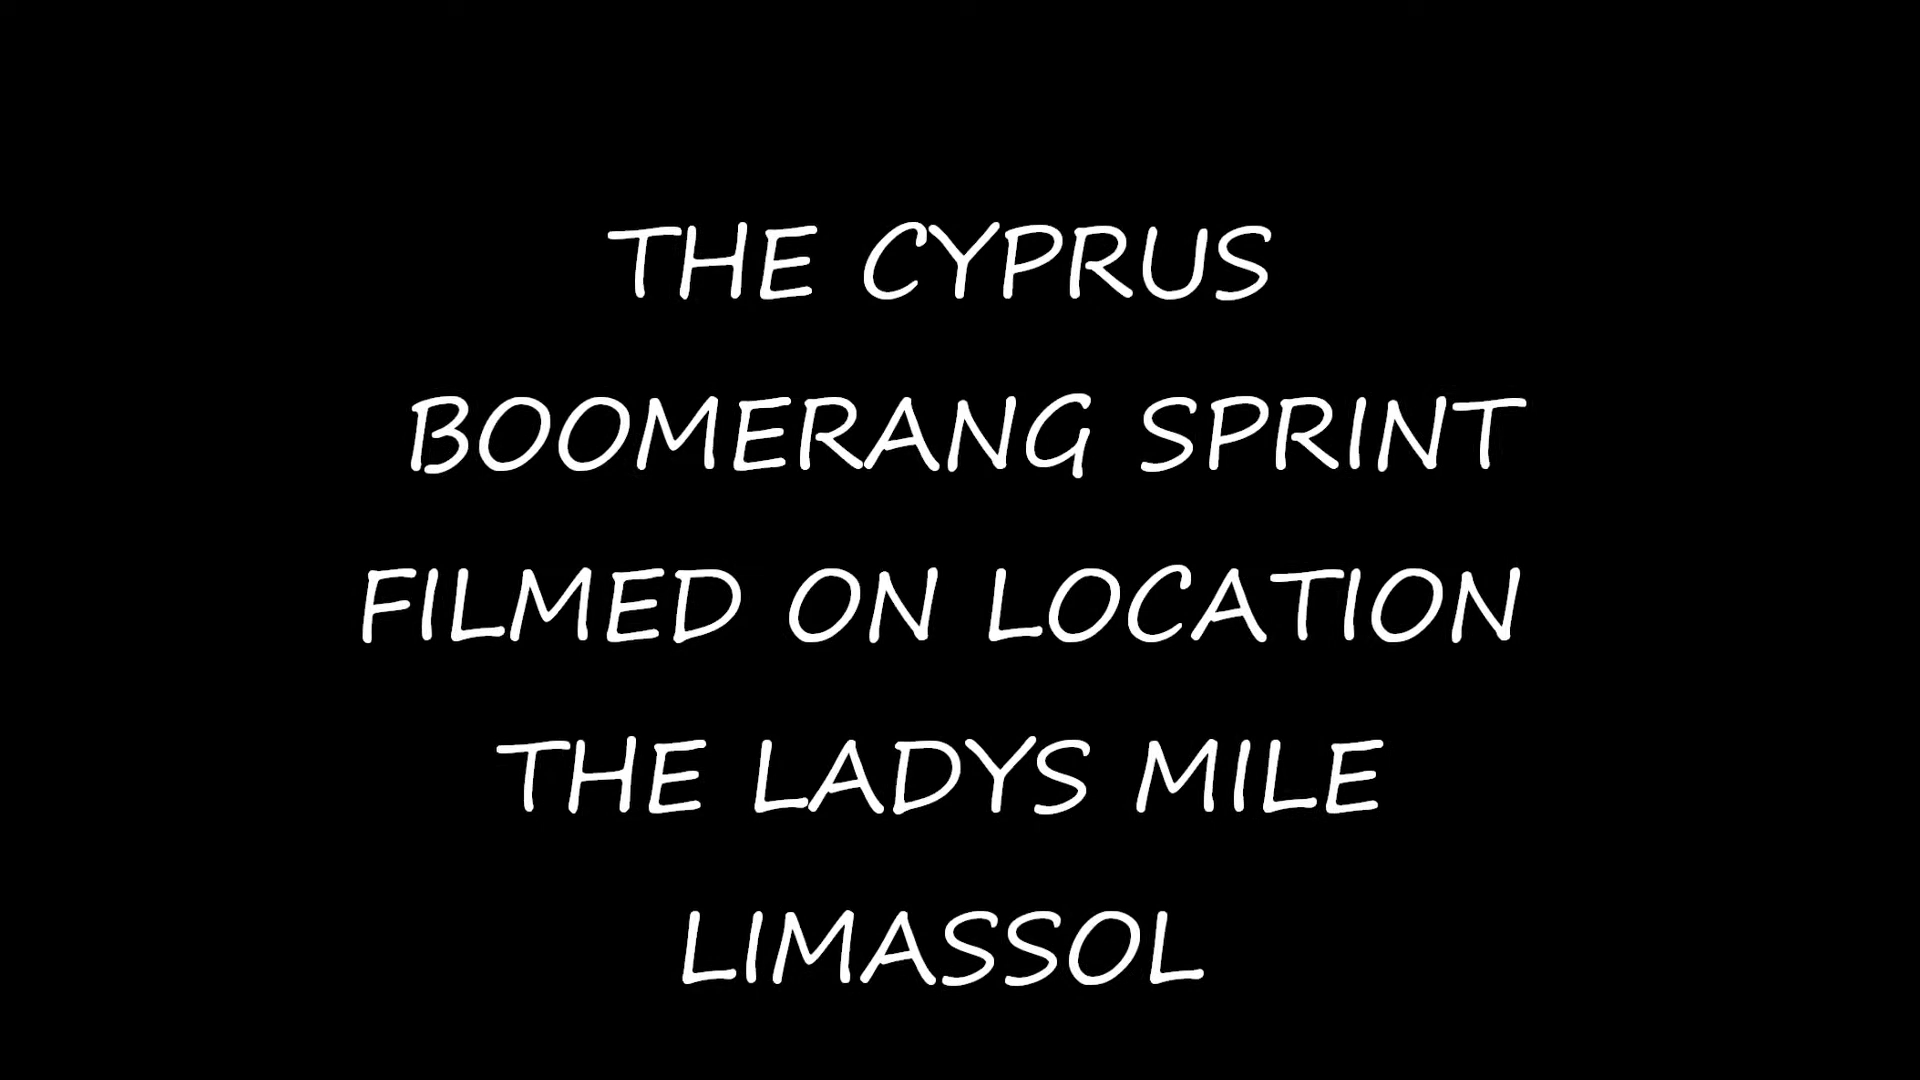 THE CYPRUS
BOOMERANG SPRINT
FILMED ON LOCATION
THE LADYS MILE
LIMASSOL